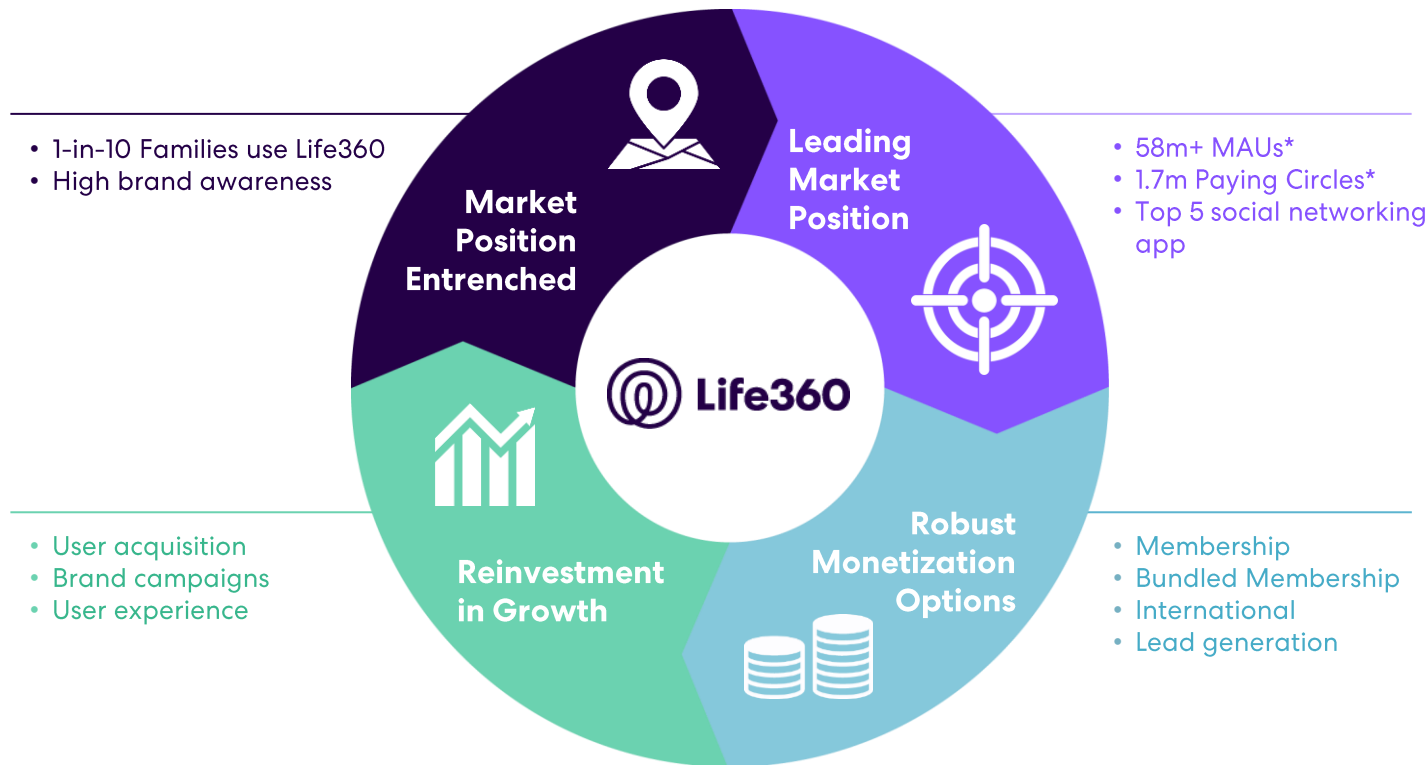 • 1-in-10 Families use Life360
• High brand awareness
Market
Position
Entrenched
Leading
Market
Position
• 58m+ MAUs*
• 1.7m Paying Circles*
• Top 5 social networking
app
Life360
• User acquisition
• Brand campaigns
• User experience
Reinvestment
in Growth
Robust
Monetization
Options
• Membership
• Bundled Membership
• International
• Lead generation